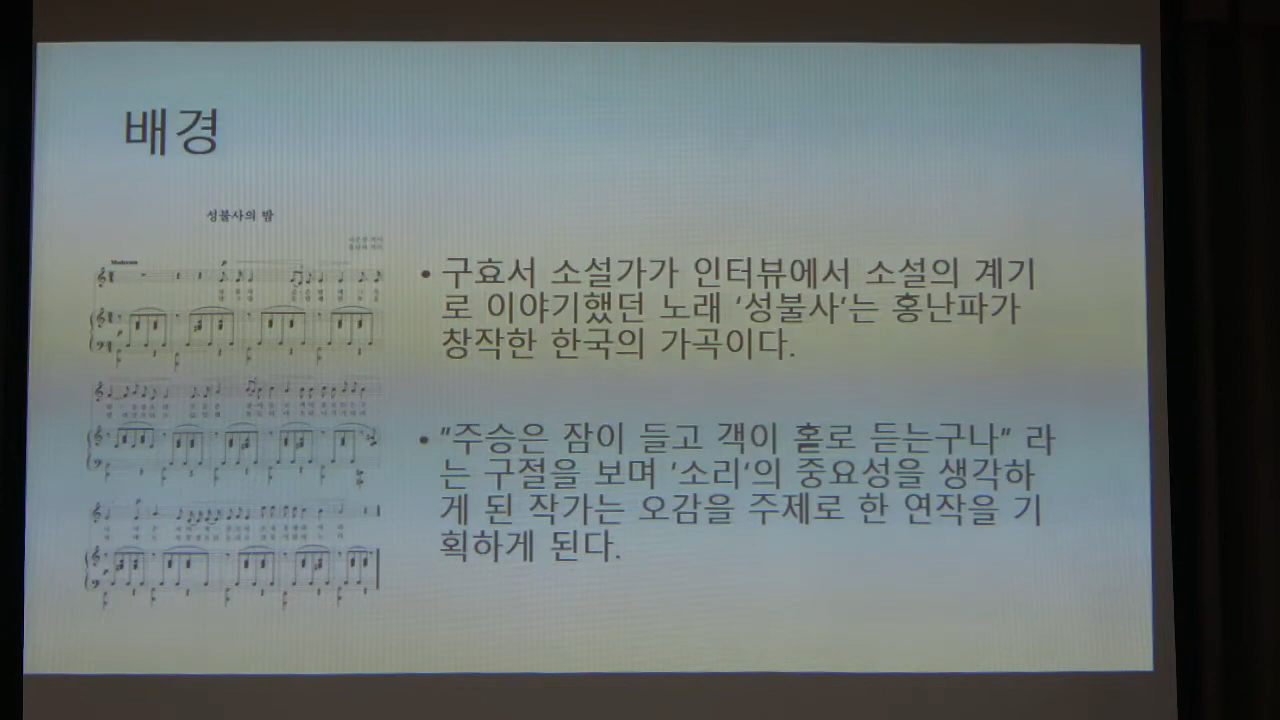 배경
성불사의 밤
Moderato
• 구효서 소설가가 인터뷰에서 소설의 계기
로 이야기했던 노래 '성불사'는 홍난파가
창작한 한국의 가곡이다.
• "주승은 잠이 들고 객이 홀로 듣는구나" 라
는 구절을 보며 '소리'의 중요성을 생각하
게 된 작가는 오감을 주제로 한 연작을 기
획하게 된다.